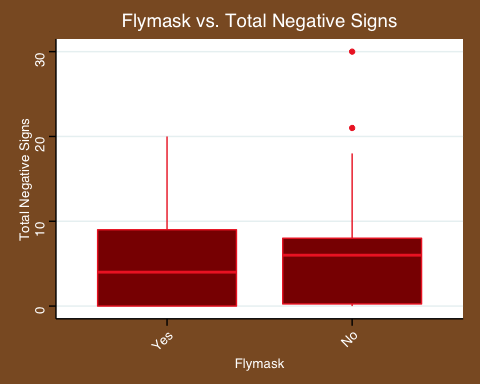 Flymask vs. Total Negative Signs
Total Negative Signs
30
20
10
0
Yes
No
Flymask